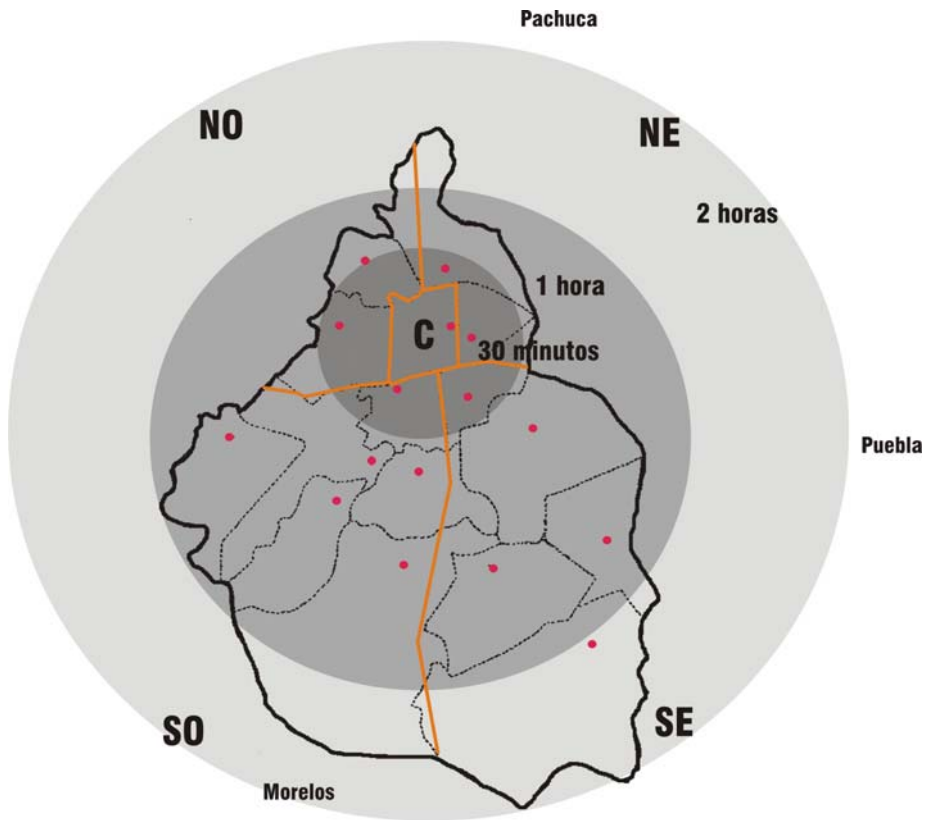 Pachuca
NO
NE
2 horas
1 hora
C
30 minutos
Puebla
SO
SE
Morelos